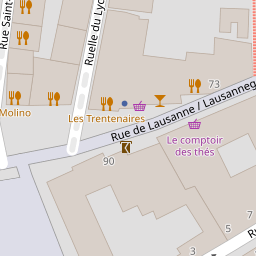 Rue Saint-
Ruelle du Lyc
73
Molino
Les Trentenaires
Rue de Lausanne / Lausanneg
Le comptoir
des thés
90
5
3
7
Ru